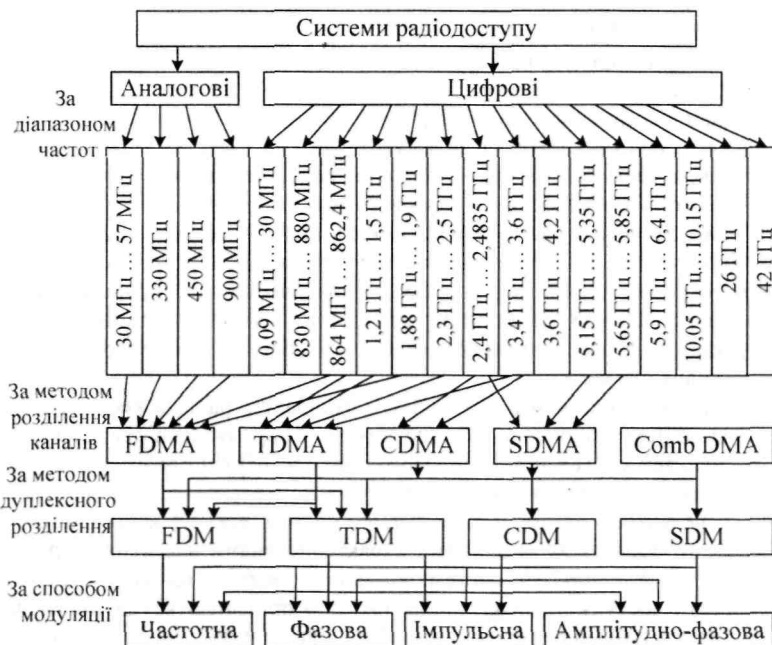 Системи радіодоступу
Аналогові
Цифрові
За
діапазоном
частот
30 МГц ... 57 МГц
330 МГц
450 МГц
900 МГц
0,09 МГц ... 30 МГц
830 МГц ... 880 МГц
864 МГц ... 862,4 МГц
1,2 ГГц ... 1,5 ГГц
1,88 ГГц ... 1,9 ГГц
2,3 ГГц ... 2,5 ГГц
2,4 ГГц ... 2,4835 ГГц
3,4 ГГц ... 3,6 ГГц
3,6 ГГц ... 4,2 ГГц
5,15 ГГц ... 5,35 ГГц
5,65 ГГц ... 5,85 ГГц
5,9 ГГц ... 6,4 ГГц
10,05 ГГц... 10,15 ГГц
26 ГГц
42 ГГц
За методом
розділення
каналів
FDMA
TDMA
CDMA
SDMA
Comb DMA
За методом
дуплексного
розділення
FDM
TDM
CDM
SDM
За способом
модуляції
Частотна
Фазова
Імпульсна
Амплітудно-фазова